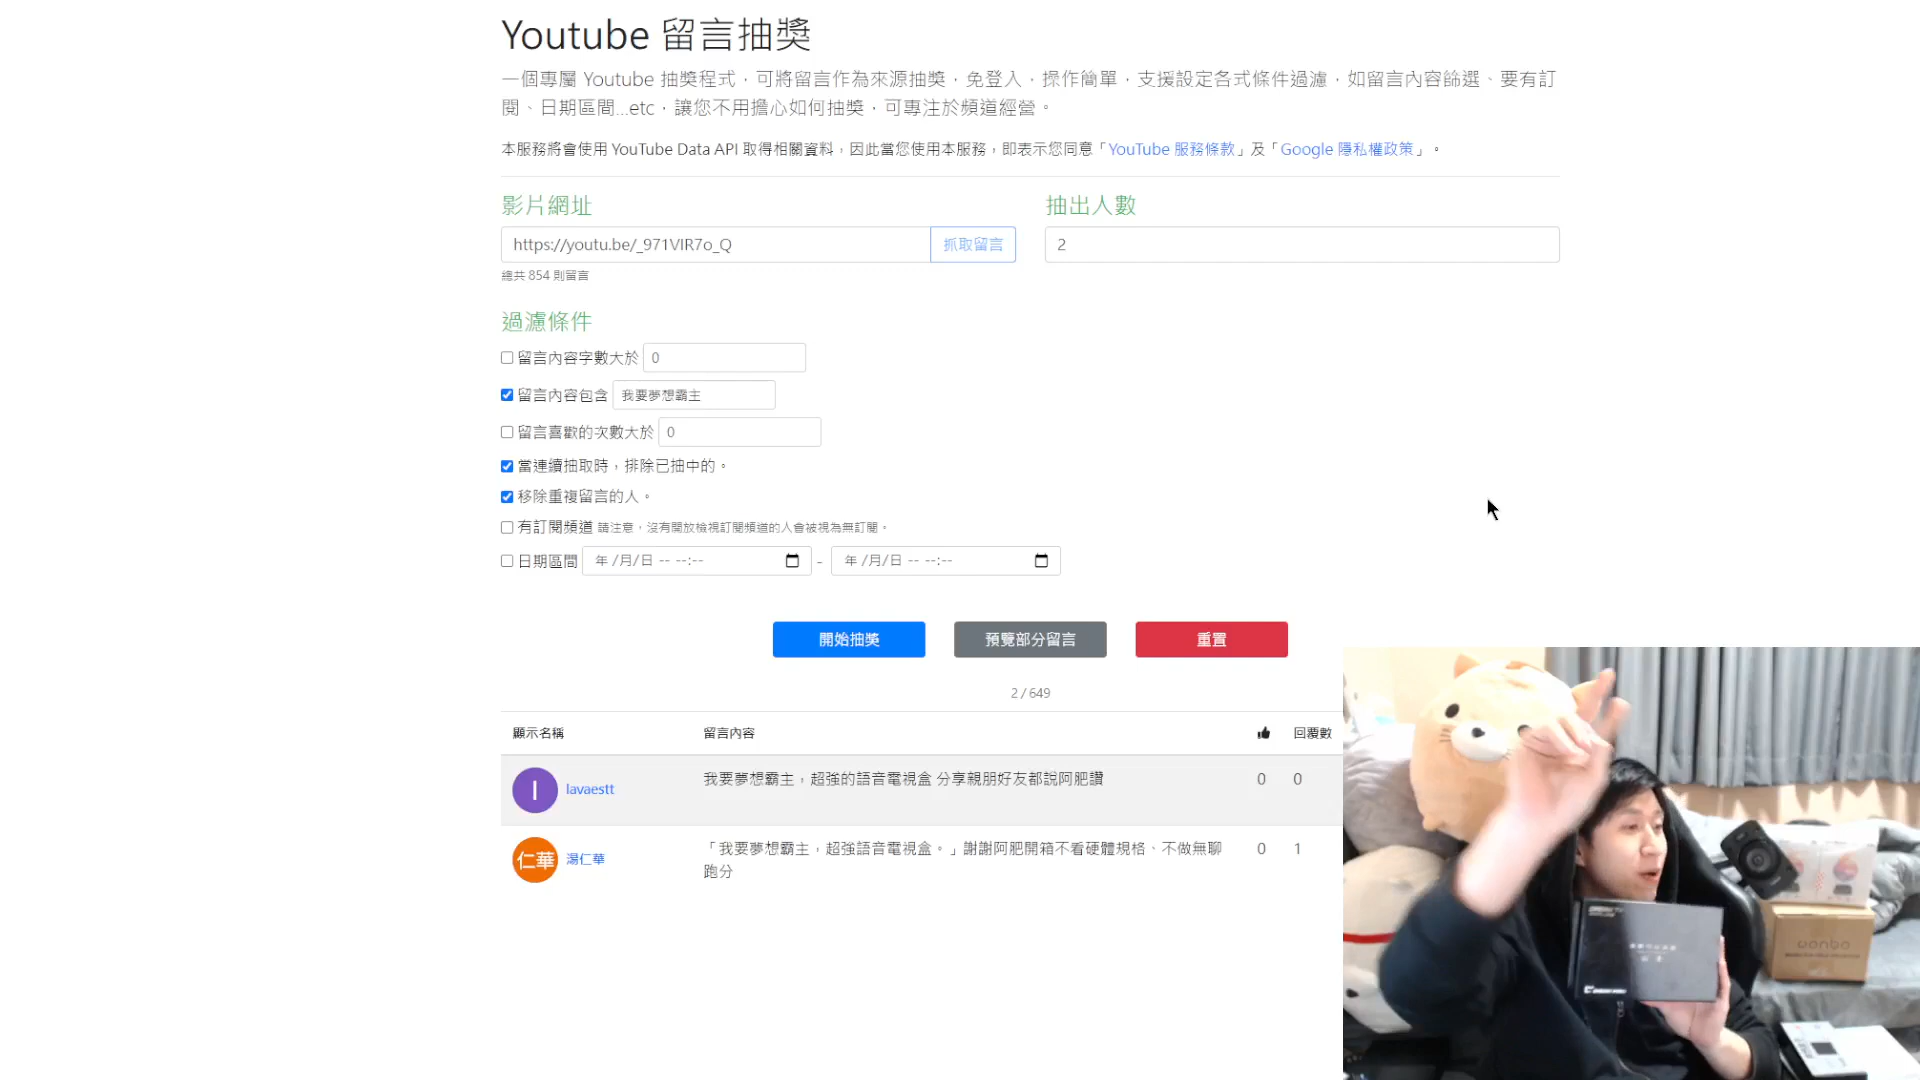 Youtube 留言抽獎
一個專屬 Youtube 抽獎程式，可將留言作為來源抽獎，免登入，操作簡單，支援設定各式條件過濾，如留言內容篩選、要有訂
閱、日期區間...etc，讓您不用擔心如何抽獎，可專注於頻道經營。
本服務將會使用 YouTube Data API 取得相關資料，因此當您使用本服務，即表示您同意「YouTube 服務條款」及「Google 隱私權政策」。
影片網址
抽出人數
https://youtu.be/_971VIR7o_Q
抓取留言
2
總共 854 則留言
過濾條件
留言內容字數大於 0
留言內容包含 我要夢想霸主
留言喜歡的次數大於 0
當連續抽取時，排除已抽中的。
移除重複留言的人。
有訂閱頻道 請注意，沒有開放檢視訂閱頻道的人會被視為無訂閱。
日期區間 年 /月/日 -- --:-- - 年 /月/日 -- --:--
開始抽獎
預覽部分留言
重置
2 / 649
顯示名稱
留言內容
回覆數
l lavaestt
我要夢想霸主，超強的語音電視盒 分享親朋好友都說阿肥讚
0
0
仁華 湯仁華
「我要夢想霸主，超強語音電視盒。」謝謝阿肥開箱不看硬體規格、不做無聊
跑分
0
1